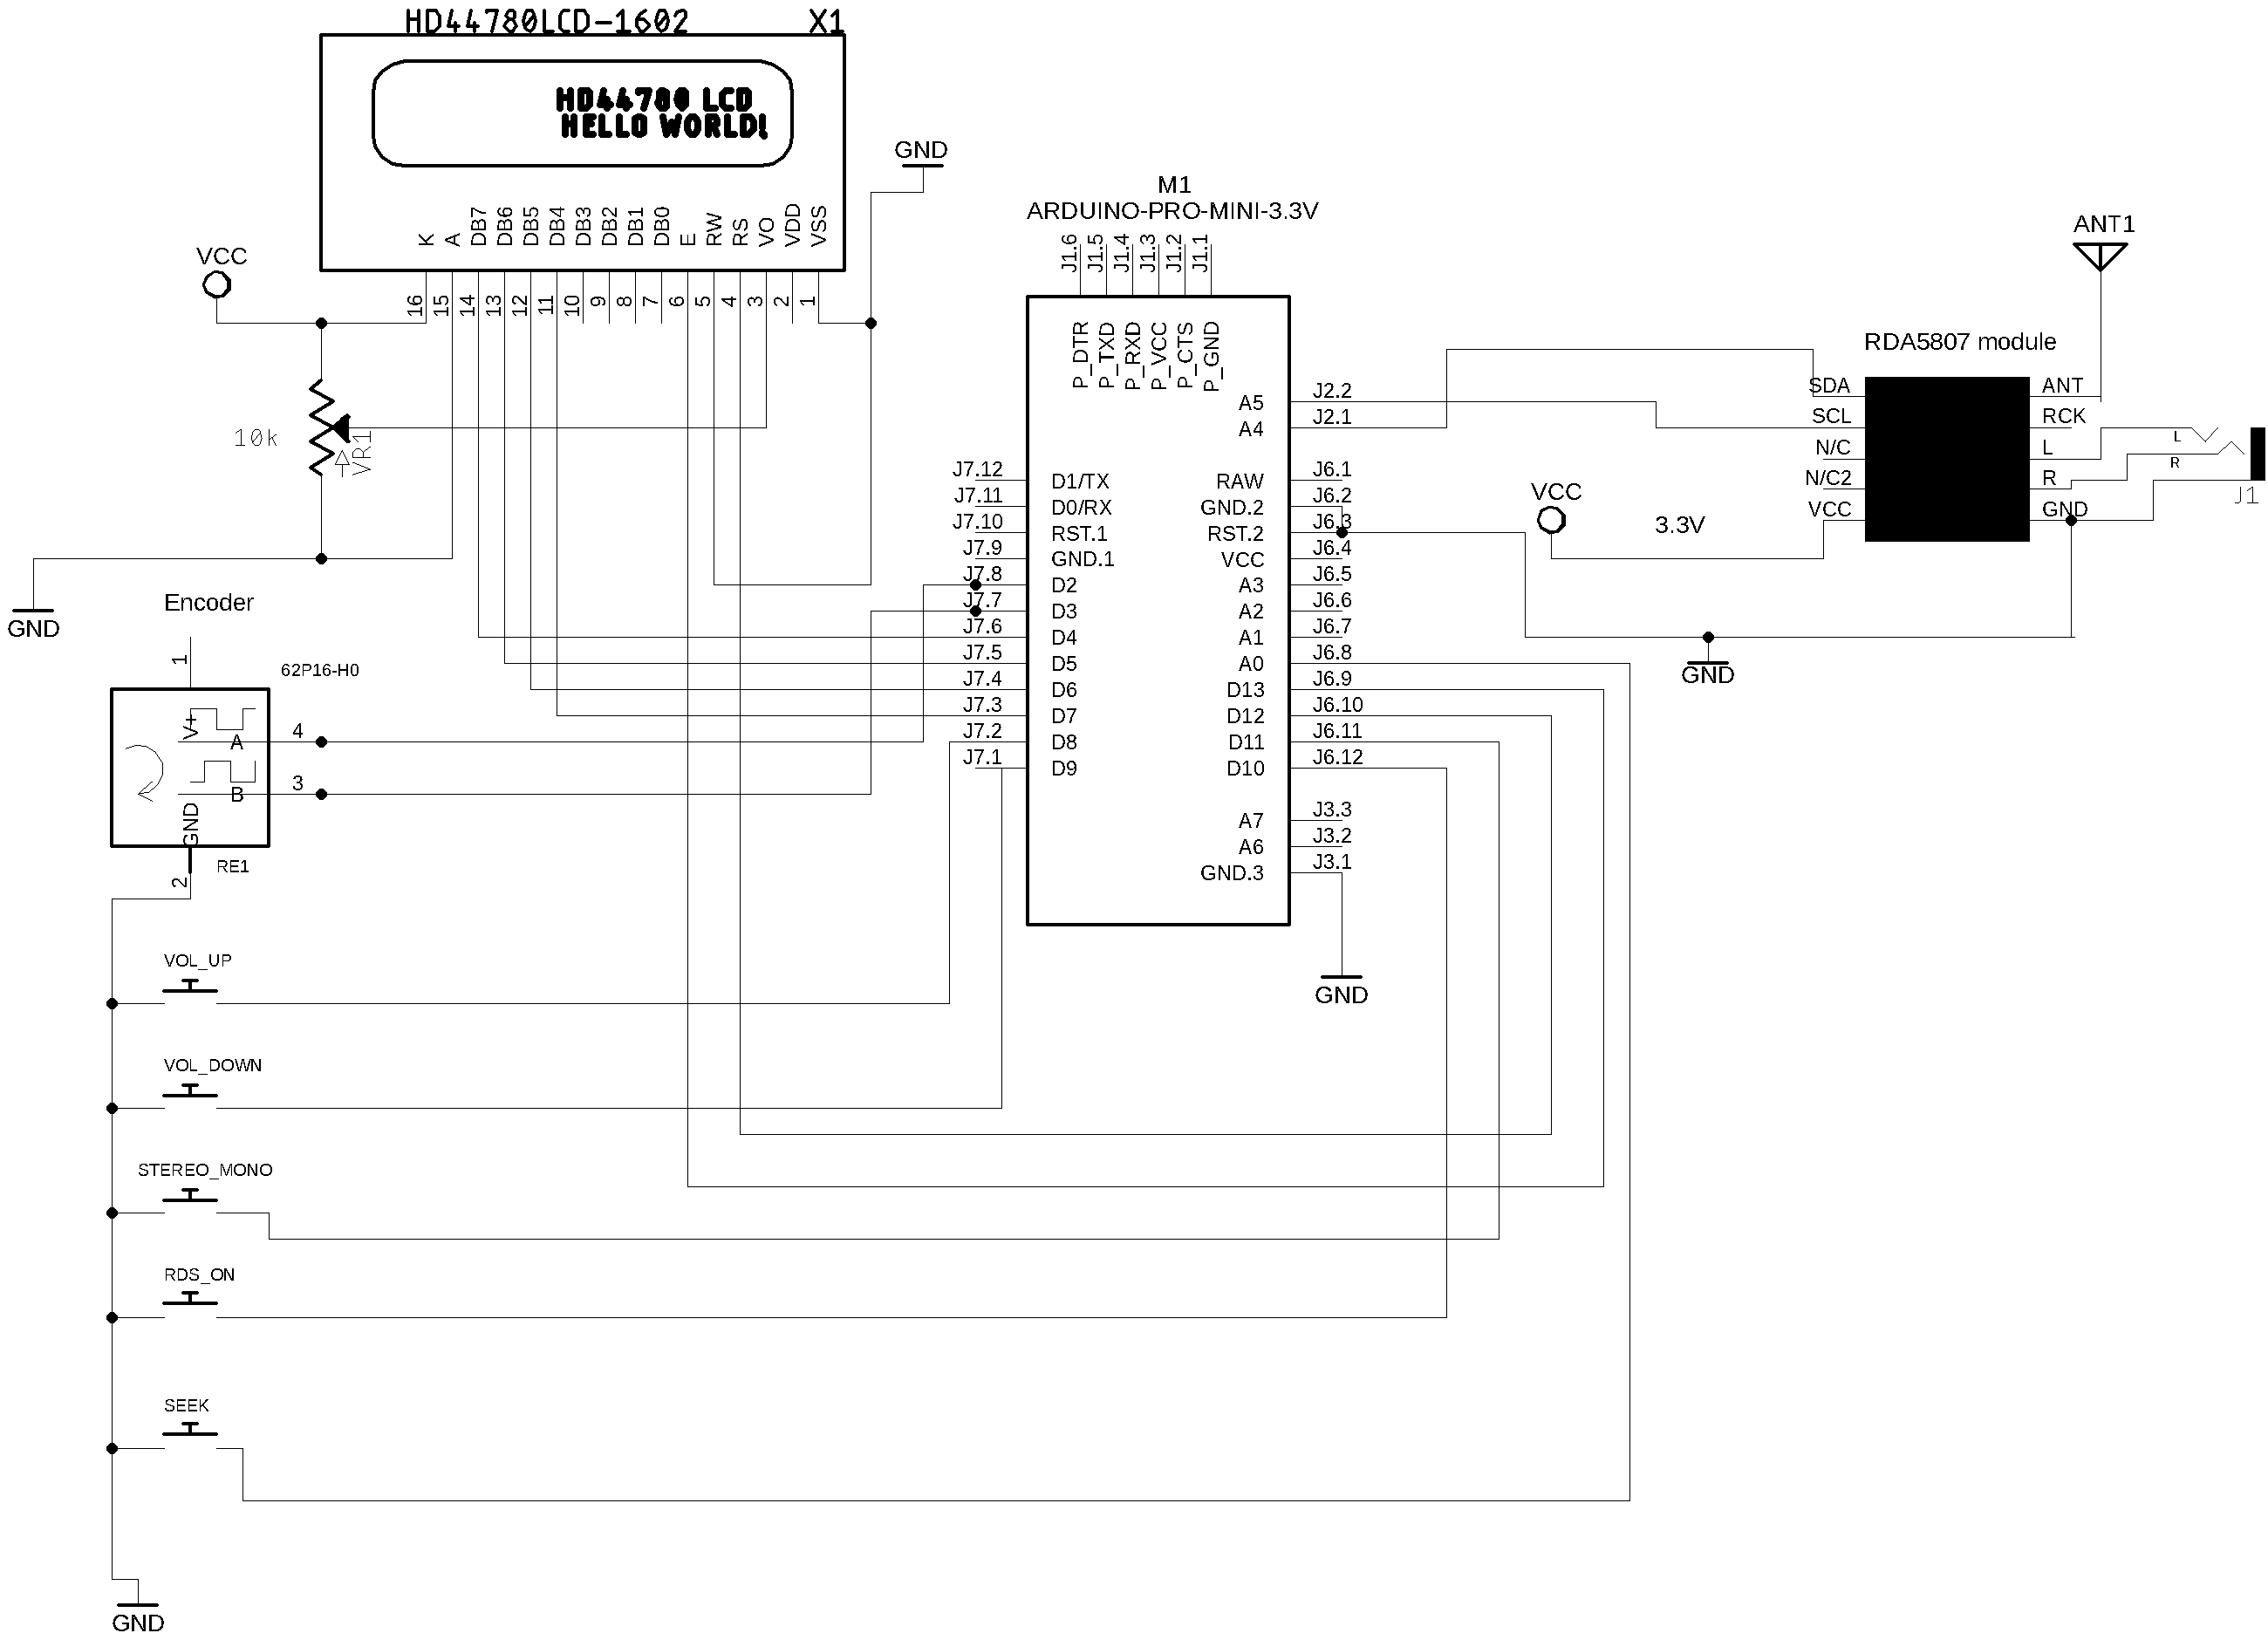 HD44780LCD-1602 X1
HD44780 LCD
HELLO WORLD!
K A DB7 DB6 DB5 DB4 DB3 DB2 DB1 DB0 E RW RS VO VDD VSS
16 15 14 13 12 11 10 9 8 7 6 5 4 3 2 1
GND
VCC
10k
VR1
GND
M1
ARDUINO-PRO-MINI-3.3V
J1.6 J1.5 J1.4 J1.3 J1.2 J1.1
P_DTR P_TXD P_RXD P_VCC P_CTS P_GND
A5 J2.2
A4 J2.1
J7.12 D1/TX RAW J6.1
J7.11 D0/RX GND.2 J6.2
J7.10 RST.1 RST.2 J6.3
J7.9 GND.1 VCC J6.4
J7.8 D2 A3 J6.5
J7.7 D3 A2 J6.6
J7.6 D4 A1 J6.7
J7.5 D5 A0 J6.8
J7.4 D6 D13 J6.9
J7.3 D7 D12 J6.10
J7.2 D8 D11 J6.11
J7.1 D9 D10 J6.12
A7 J3.3
A6 J3.2
GND.3 J3.1
GND
ANT1
RDA5807 module
SDA ANT
SCL RCK
N/C L
N/C2 R
VCC GND
L
R
J1
VCC
3.3V
GND
Encoder
1
62P16-H0
V+
A 4
B 3
GND
RE1
2
VOL_UP
VOL_DOWN
STEREO_MONO
RDS_ON
SEEK
GND